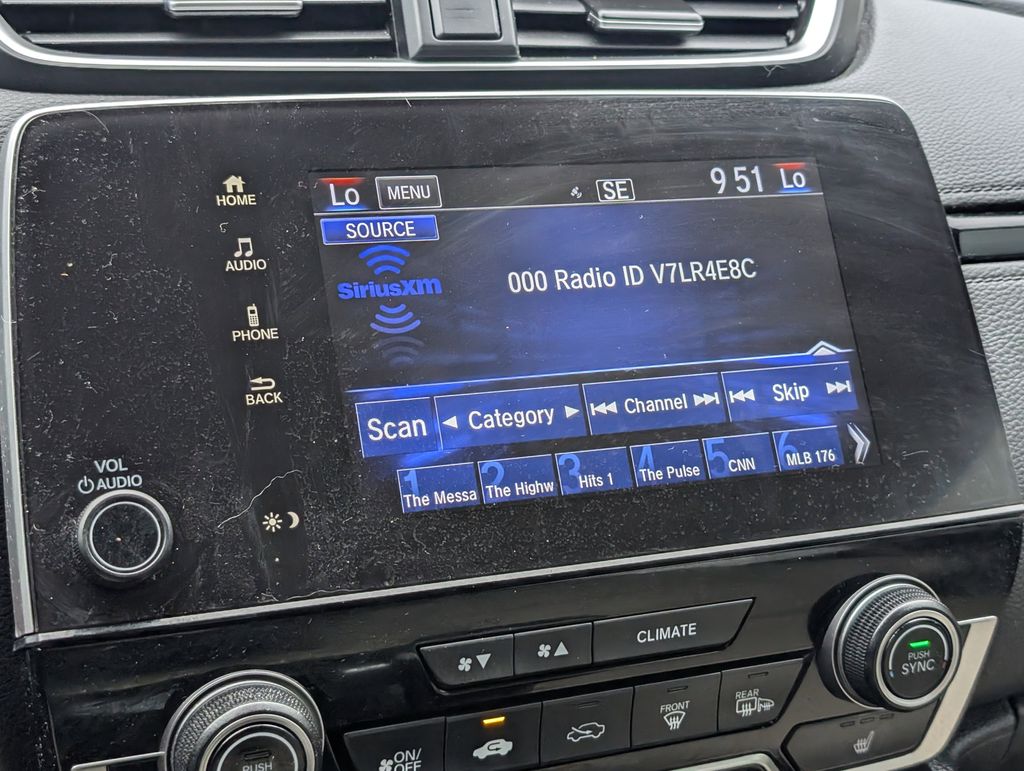 Lo MENU SE 9 51 Lo
HOME
SOURCE
AUDIO
SiriusXM
000 Radio ID V7LR4E8C
PHONE
BACK
Scan Category Channel Skip
1 The Messa 2 The Highw 3 Hits 1 4 The Pulse 5 CNN 6 MLB 176
VOL
AUDIO
CLIMATE
PUSH
SYNC
FRONT
REAR
ON/
OFF
PUSH